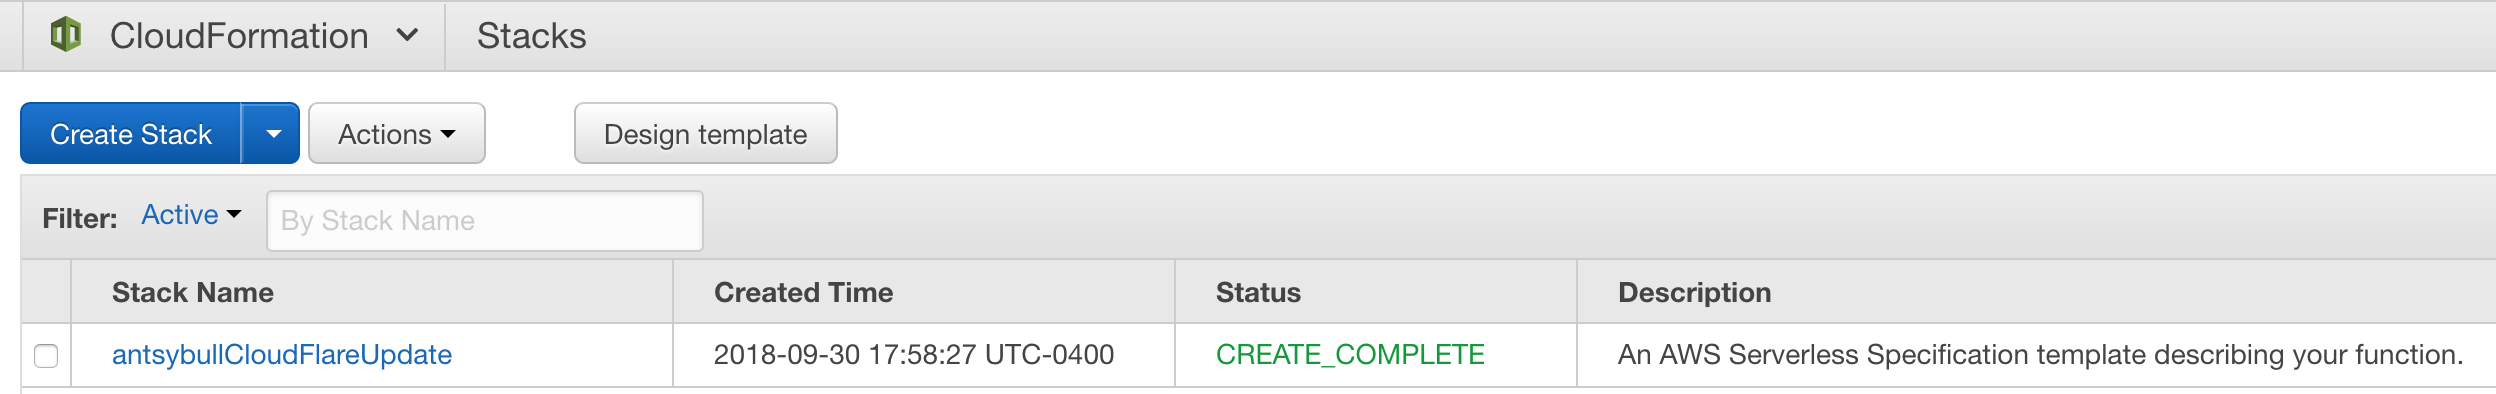 CloudFormation Stacks
Create Stack Actions Design template
Filter: Active By Stack Name
Stack Name Created Time Status Description
antsybullCloudFlareUpdate 2018-09-30 17:58:27 UTC-0400 CREATE_COMPLETE An AWS Serverless Specification template describing your function.